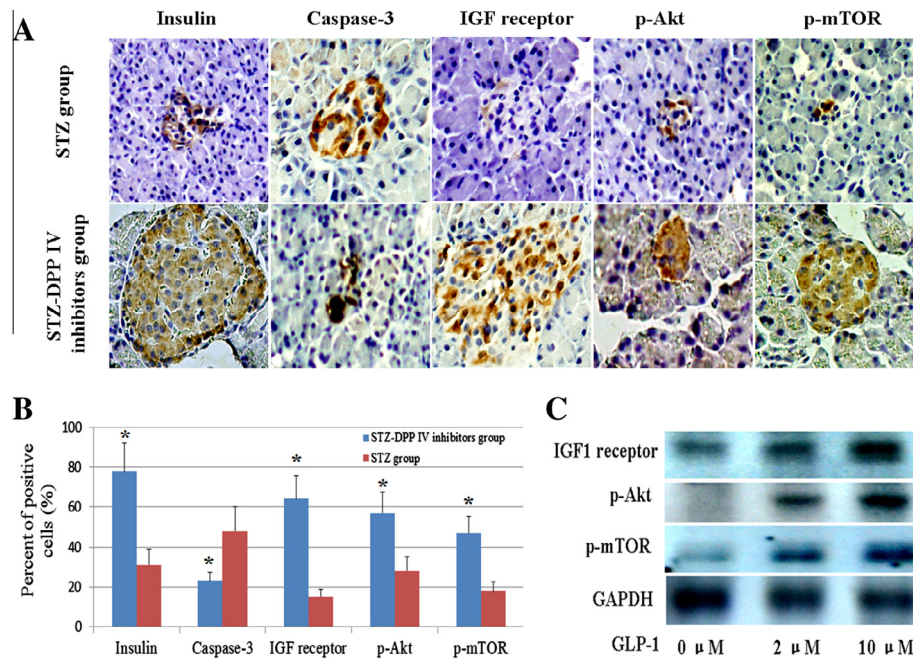 A
Insulin
Caspase-3
IGF receptor
p-Akt
p-mTOR
STZ group
STZ-DPP IV
inhibitors group
B
Percent of positive
cells (%)
100
80
60
40
20
0
STZ-DPP IV inhibitors group
STZ group
*
*
*
*
*
Insulin
Caspase-3
IGF receptor
p-Akt
p-mTOR
C
IGF1 receptor
p-Akt
p-mTOR
GAPDH
GLP-1
0 μM
2 μM
10 μM